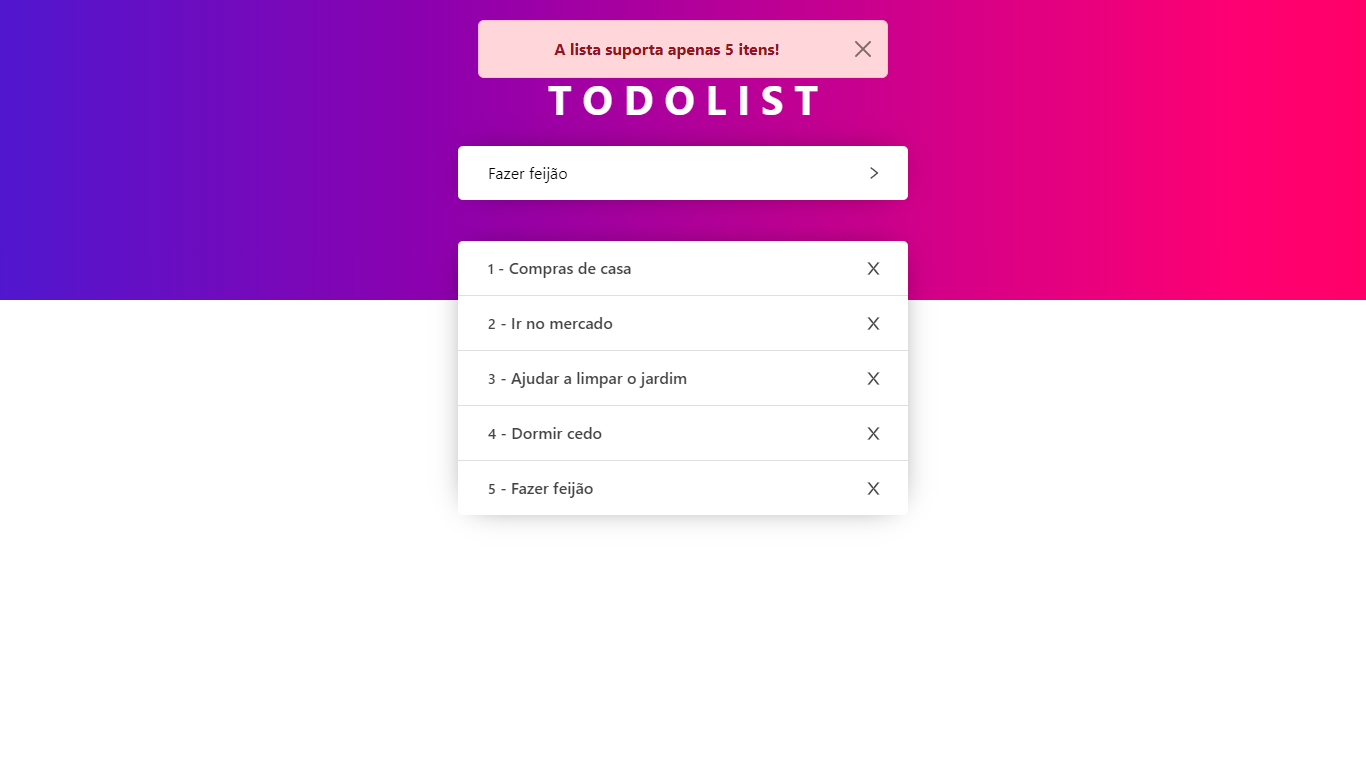 A lista suporta apenas 5 itens!
TODOLIST
Fazer feijão
1 - Compras de casa X
2 - Ir no mercado X
3 - Ajudar a limpar o jardim X
4 - Dormir cedo X
5 - Fazer feijão X